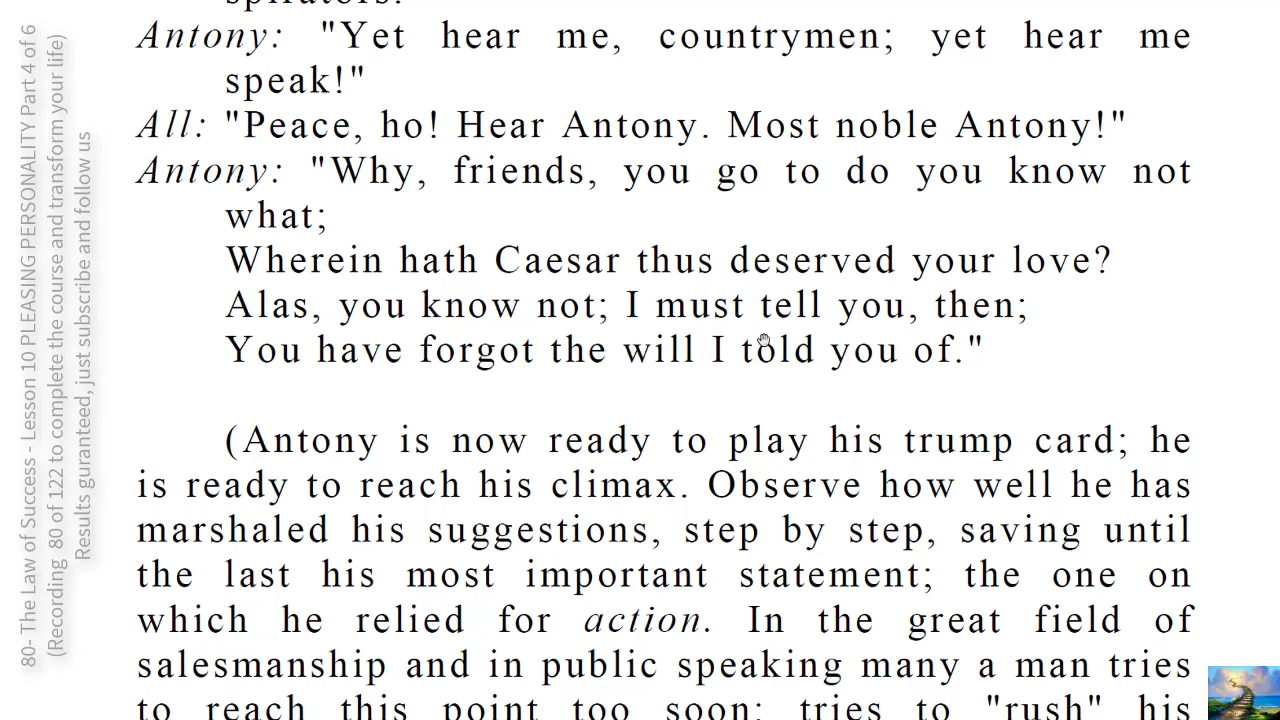 spirators."
Antony: "Yet hear me, countrymen; yet hear me
speak!"
All: "Peace, ho! Hear Antony. Most noble Antony!"
Antony: "Why, friends, you go to do you know not
what;
Wherein hath Caesar thus deserved your love?
Alas, you know not; I must tell you, then;
You have forgot the will I told you of."
(Antony is now ready to play his trump card; he
is ready to reach his climax. Observe how well he has
marshaled his suggestions, step by step, saving until
the last his most important statement; the one on
which he relied for action. In the great field of
salesmanship and in public speaking many a man tries
to reach this point too soon; tries to "rush" his
80- The Law of Success - Lesson 10 PLEASING PERSONALITY Part 4 of 6
(Recording 80 of 122 to complete the course and transform your life)
Results guranteed, just subscribe and follow us